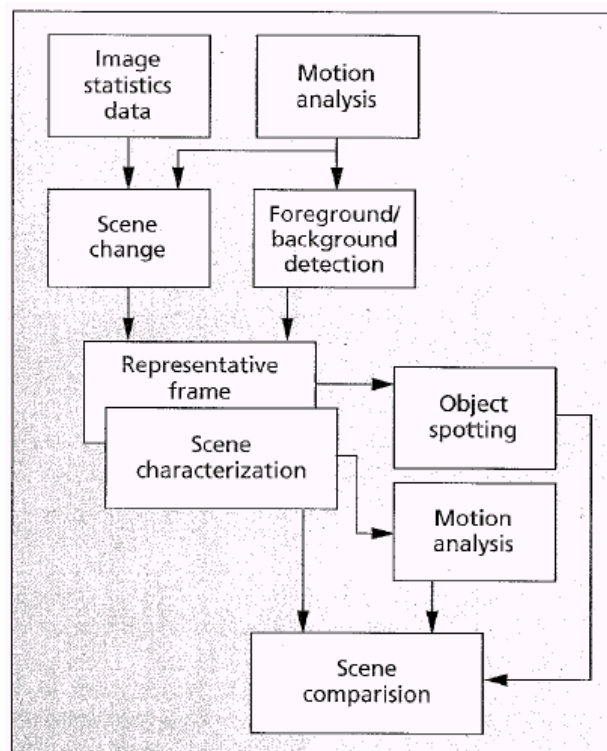 Image
statistics
data
Motion
analysis
Scene
change
Foreground/
background
detection
Representative
frame
Scene
characterization
Object
spotting
Motion
analysis
Scene
comparision